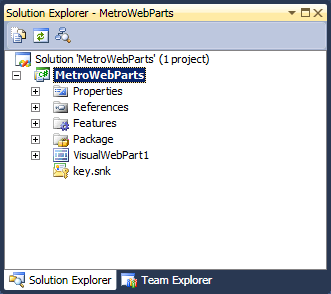 Solution Explorer - MetroWebParts
Solution 'MetroWebParts' (1 project)
MetroWebParts
Properties
References
Features
Package
VisualWebPart1
key.snk
Solution Explorer Team Explorer